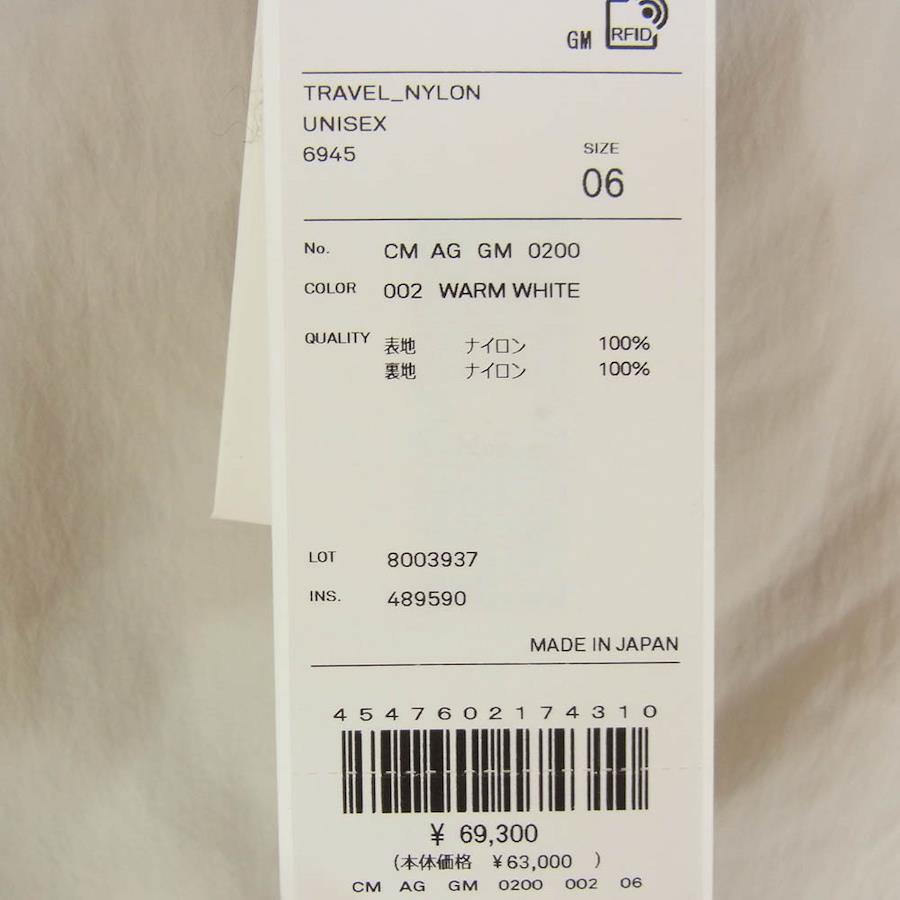 GM RFID
TRAVEL_NYLON
UNISEX
6945
SIZE
06
No. CM AG GM 0200
COLOR 002 WARM WHITE
QUALITY 表地 ナイロン 100%
裏地 ナイロン 100%
LOT 8003937
INS. 489590
MADE IN JAPAN
4547602174310
¥ 69,300
(本体価格 ¥63,000 )
CM AG GM 0200 002 06